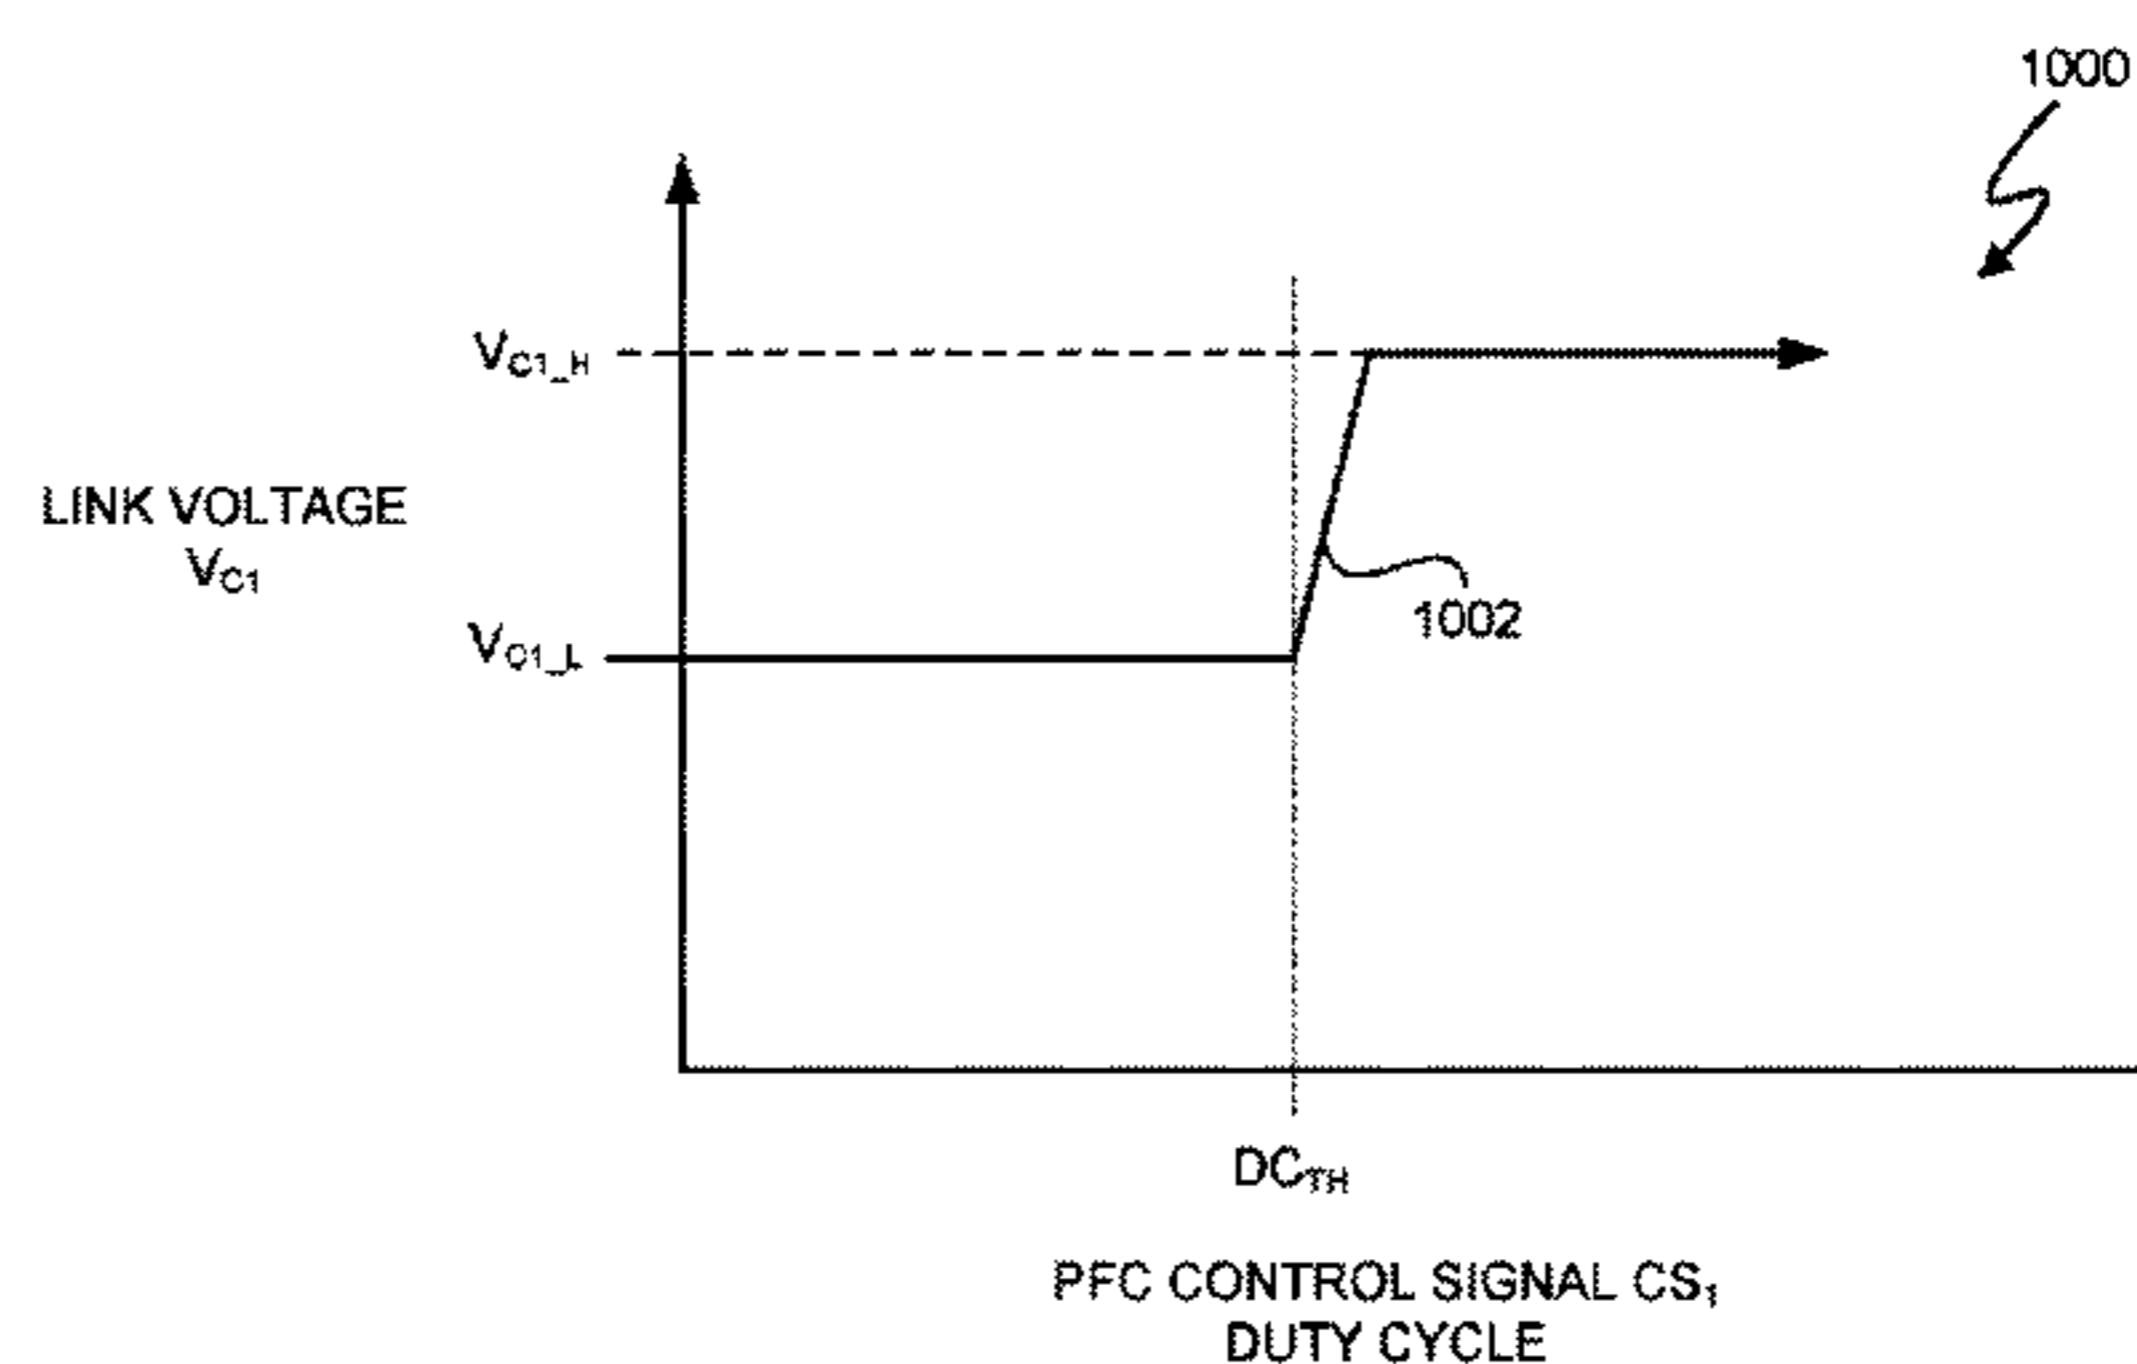 1000
V_C1_H
LINK VOLTAGE
V_C1
1002
V_C1_L
DC_TH
PFC CONTROL SIGNAL CS_1
DUTY CYCLE